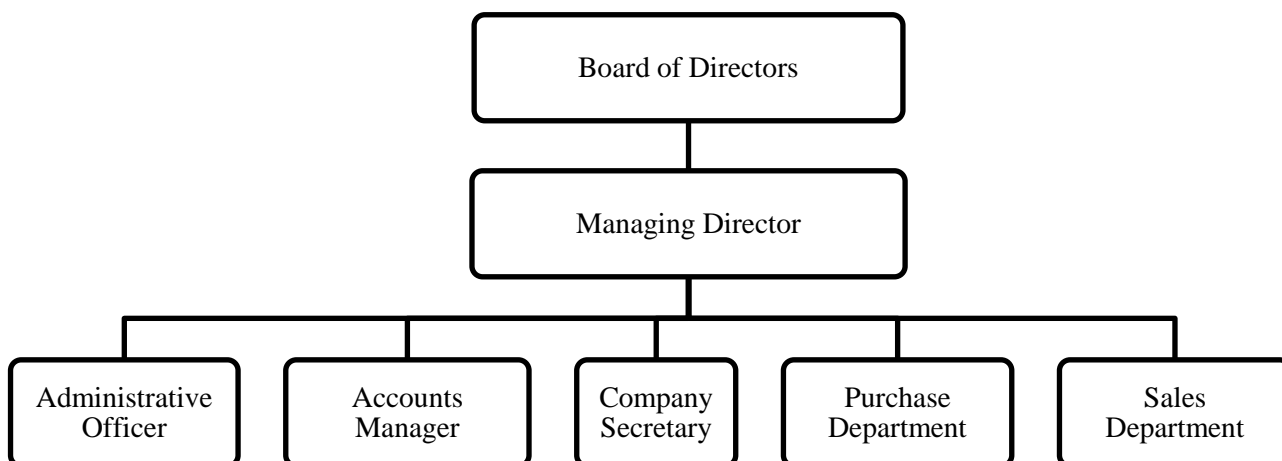 Board of Directors
Managing Director
Administrative
Officer
Accounts
Manager
Company
Secretary
Purchase
Department
Sales
Department